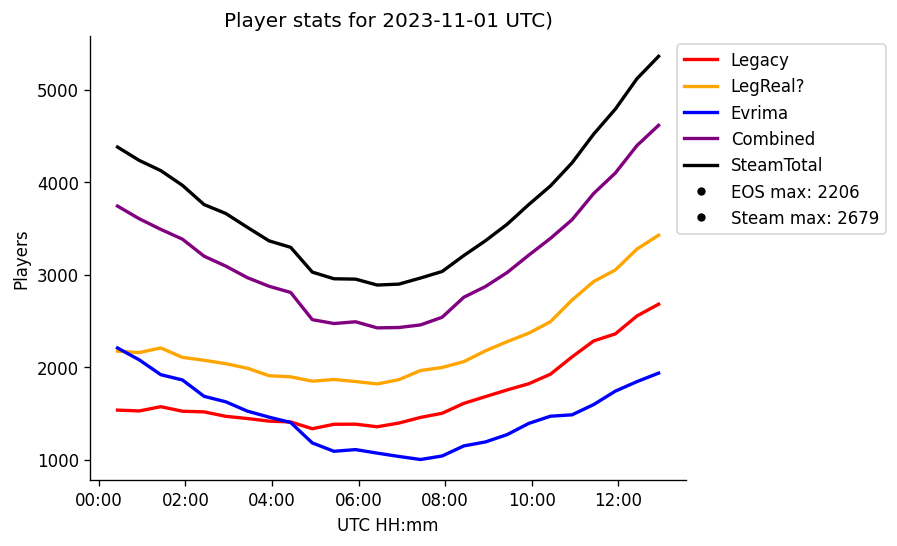 Player stats for 2023-11-01 UTC)
Players
5000
4000
3000
2000
1000
00:00 02:00 04:00 06:00 08:00 10:00 12:00
UTC HH:mm
Legacy
LegReal?
Evrima
Combined
SteamTotal
EOS max: 2206
Steam max: 2679